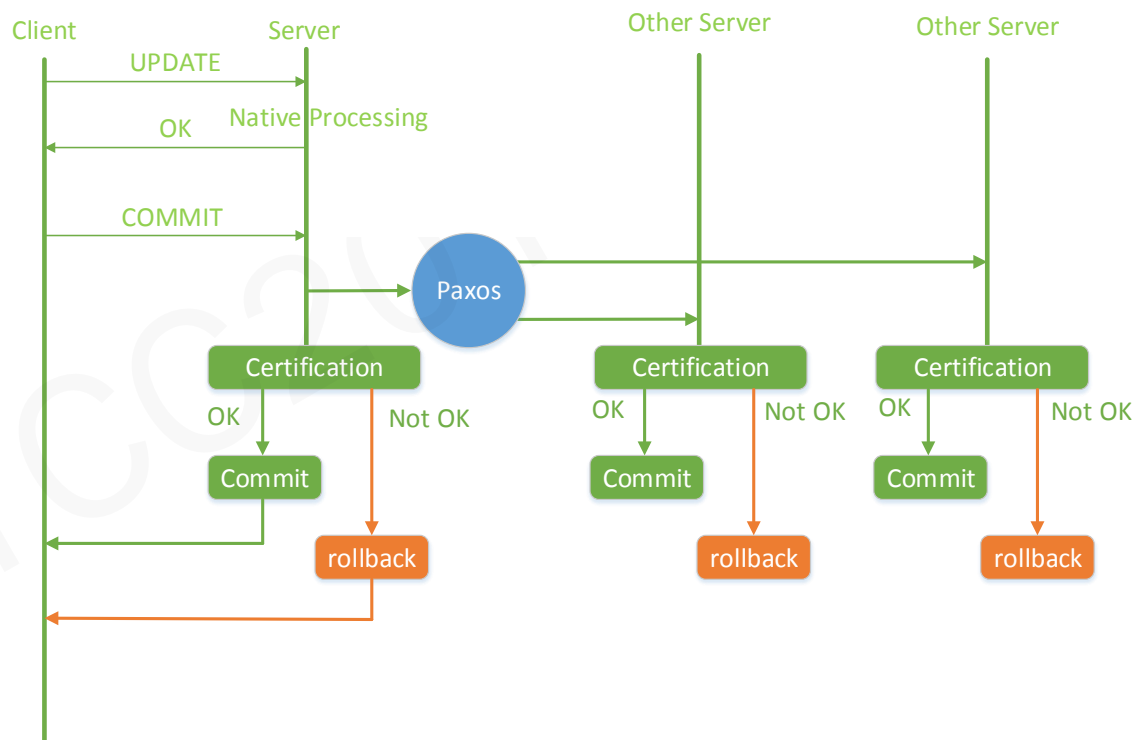 Client
Server
Other Server
Other Server
UPDATE
Native Processing
OK
COMMIT
Paxos
Certification
Certification
Certification
OK
Not OK
OK
Not OK
OK
Not OK
Commit
Commit
Commit
rollback
rollback
rollback